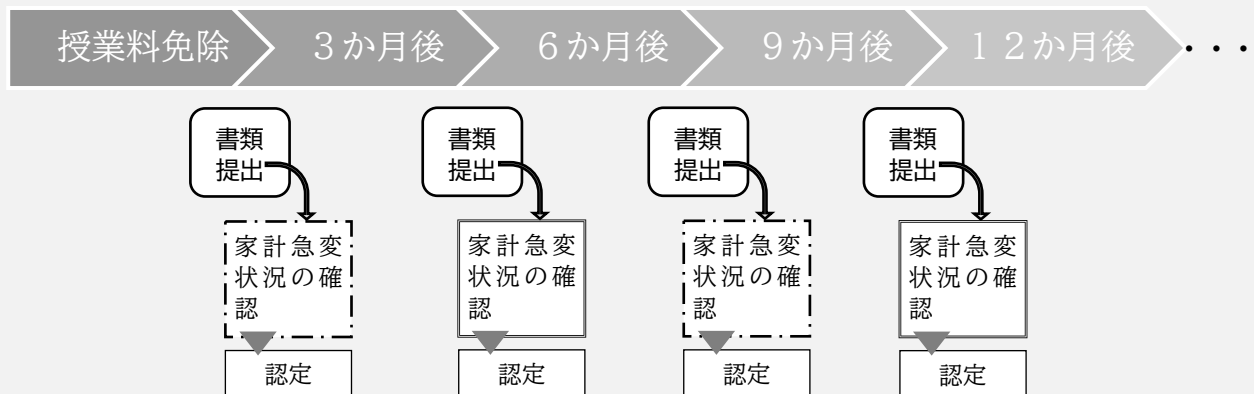 授業料免除
３か月後
６か月後
９か月後
１２か月後
・・・
書類
提出
書類
提出
書類
提出
書類
提出
家計急変
状況の確
認
家計急変
状況の確
認
家計急変
状況の確
認
家計急変
状況の確
認
認定
認定
認定
認定